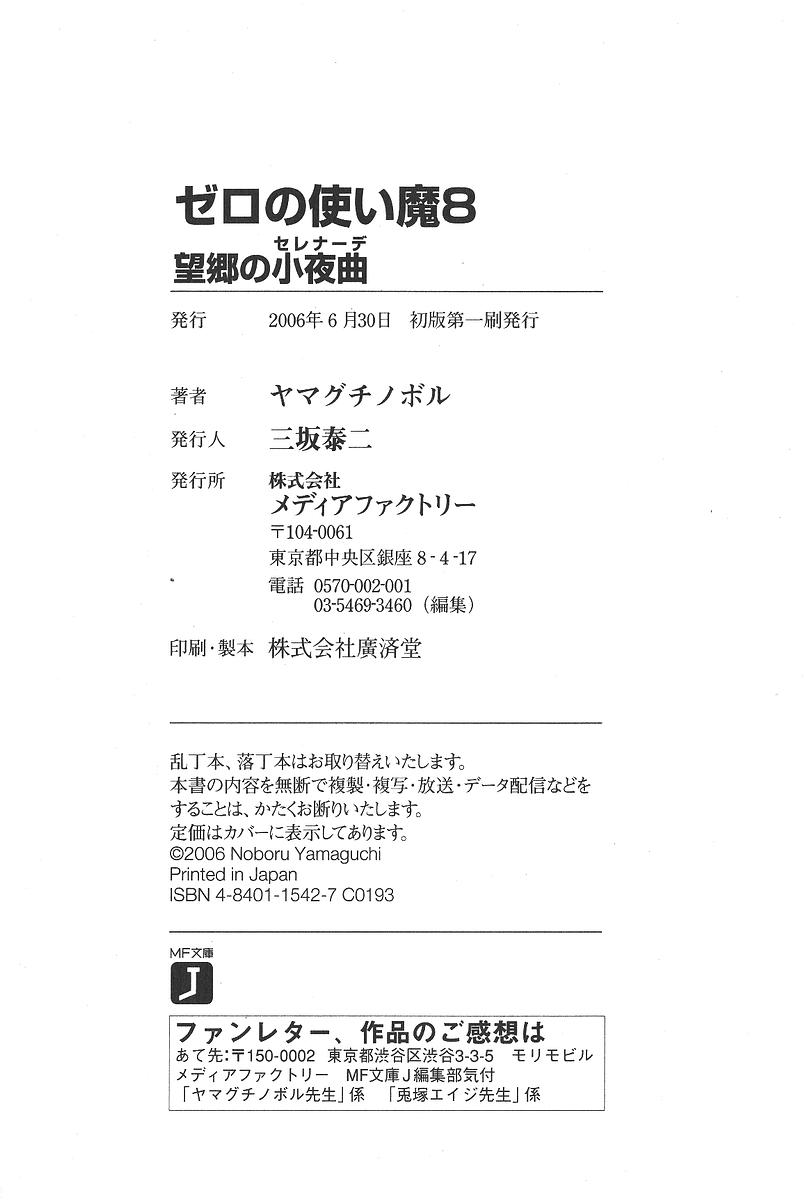 ゼロの使い魔8
セレナーデ
望郷の小夜曲
発行 2006年6月30日 初版第一刷発行
著者 ヤマグチノボル
発行人 三坂泰二
発行所 株式会社
メディアファクトリー
〒104-0061
東京都中央区銀座8-4-17
電話 0570-002-001
03-5469-3460（編集）
印刷・製本 株式会社廣済堂
乱丁本、落丁本はお取り替えいたします。
本書の内容を無断で複製・複写・放送・データ配信などを
することは、かたくお断りいたします。
定価はカバーに表示してあります。
©2006 Noboru Yamaguchi
Printed in Japan
ISBN 4-8401-1542-7 C0193
MF文庫
J
ファンレター、作品のご感想は
あて先：〒150-0002 東京都渋谷区渋谷3-3-5 モリモビル
メディアファクトリー MF文庫J編集部気付
「ヤマグチノボル先生」係 「兎塚エイジ先生」係